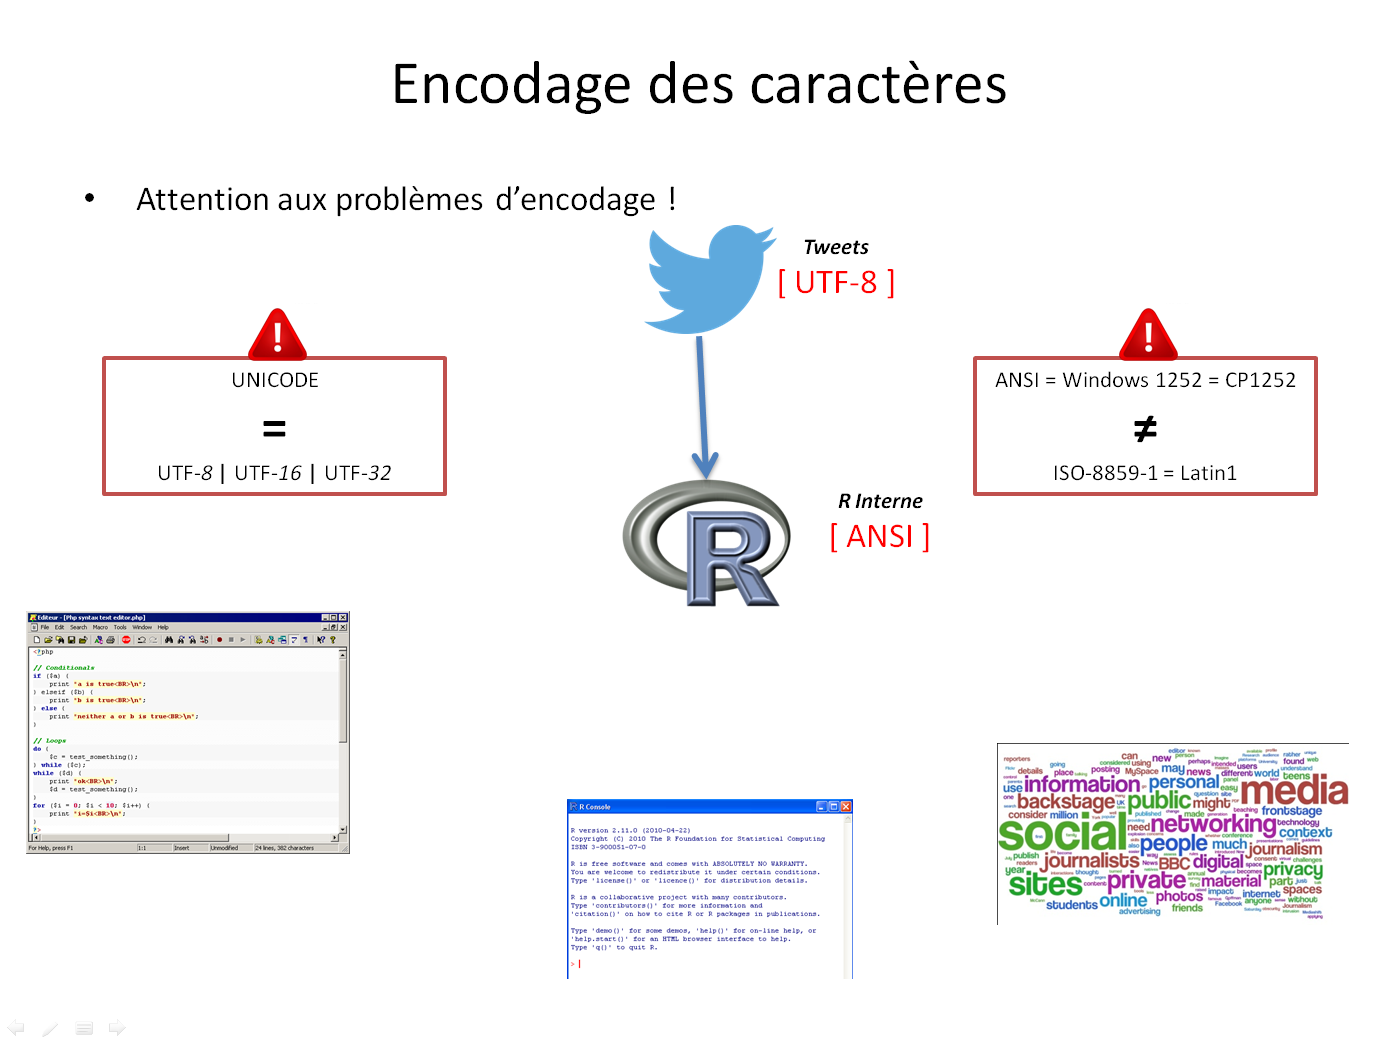 Encodage des caractères
• Attention aux problèmes d’encodage !
Tweets
[ UTF-8 ]
UNICODE
=
UTF-8 | UTF-16 | UTF-32
ANSI = Windows 1252 = CP1252
≠
ISO-8859-1 = Latin1
R Interne
[ ANSI ]
R
Editeur - [Php syntax text editor.php]
File Edit Search Macro Tools Window Help
<?php
// Conditionals
if ($a) {
print "a is true<BR>\n";
} elseif ($b) {
print "b is true<BR>\n";
} else {
print "neither a or b is true<BR>\n";
}
// Loops
do {
$c = test_something();
} while ($c);
while ($d) {
print "ok<BR>\n";
$d = test_something();
}
for ($i = 0; $i < 10; $i++) {
print "i=$i<BR>\n";
}
?>
For Help, press F1 1:1 Insert Unmodified 24 lines, 382 characters
R Console
R version 2.11.0 (2010-04-22)
Copyright (C) 2010 The R Foundation for Statistical Computing
ISBN 3-900051-07-0
R is free software and comes with ABSOLUTELY NO WARRANTY.
You are welcome to redistribute it under certain conditions.
Type 'license()' or 'licence()' for distribution details.
R is a collaborative project with many contributors.
Type 'contributors()' for more information and
'citation()' on how to cite R or R packages in publications.
Type 'demo()' for some demos, 'help()' for on-line help, or
'help.start()' for an HTML browser interface to help.
Type 'q()' to quit R.
>
reporters can new editor person rather
details going considered using perhaps intended users found web
place posting MySpace may news different world understand teens
use information personal media
backstage public might frontstage
consider million made technology
social need networking context
people much journalism
publish journalists BBC digital privacy
readers year
sites content private material part just
students online photos impact internet spaces
advertising friends Facebook anyone without